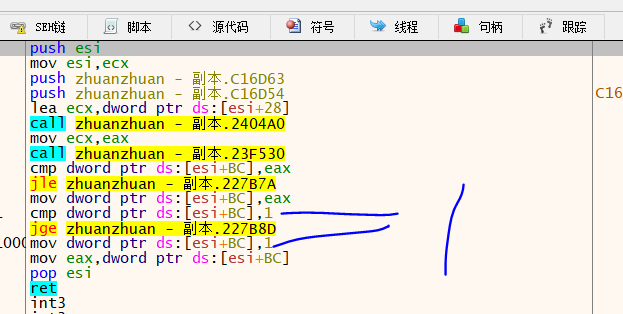 SEH链 脚本 源代码 符号 线程 句柄 跟踪
push esi
mov esi,ecx
push zhuanzhuan - 副本.C16D63
push zhuanzhuan - 副本.C16D54
C16
lea ecx,dword ptr ds:[esi+28]
call zhuanzhuan - 副本.2404A0
mov ecx,eax
call zhuanzhuan - 副本.23F530
cmp dword ptr ds:[esi+BC],eax
jle zhuanzhuan - 副本.227B7A
mov dword ptr ds:[esi+BC],eax
cmp dword ptr ds:[esi+BC],1
jge zhuanzhuan - 副本.227B8D
mov dword ptr ds:[esi+BC],1
mov eax,dword ptr ds:[esi+BC]
pop esi
ret
int3